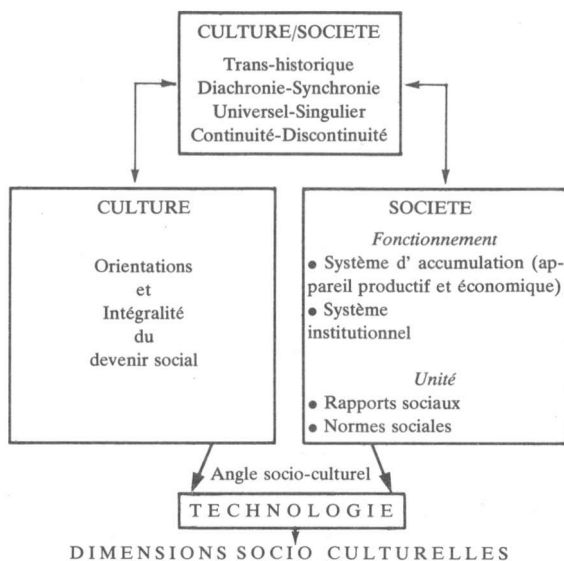 CULTURE/SOCIETE
Trans-historique
Diachronie-Synchronie
Universel-Singulier
Continuité-Discontinuité
CULTURE
Orientations
et
Intégralité
du
devenir social
SOCIETE
Fonctionnement
● Système d' accumulation (ap-
pareil productif et économique)
● Système
institutionnel
Unité
● Rapports sociaux
● Normes sociales
Angle socio-culturel
TECHNOLOGIE
DIMENSIONS SOCIO CULTURELLES